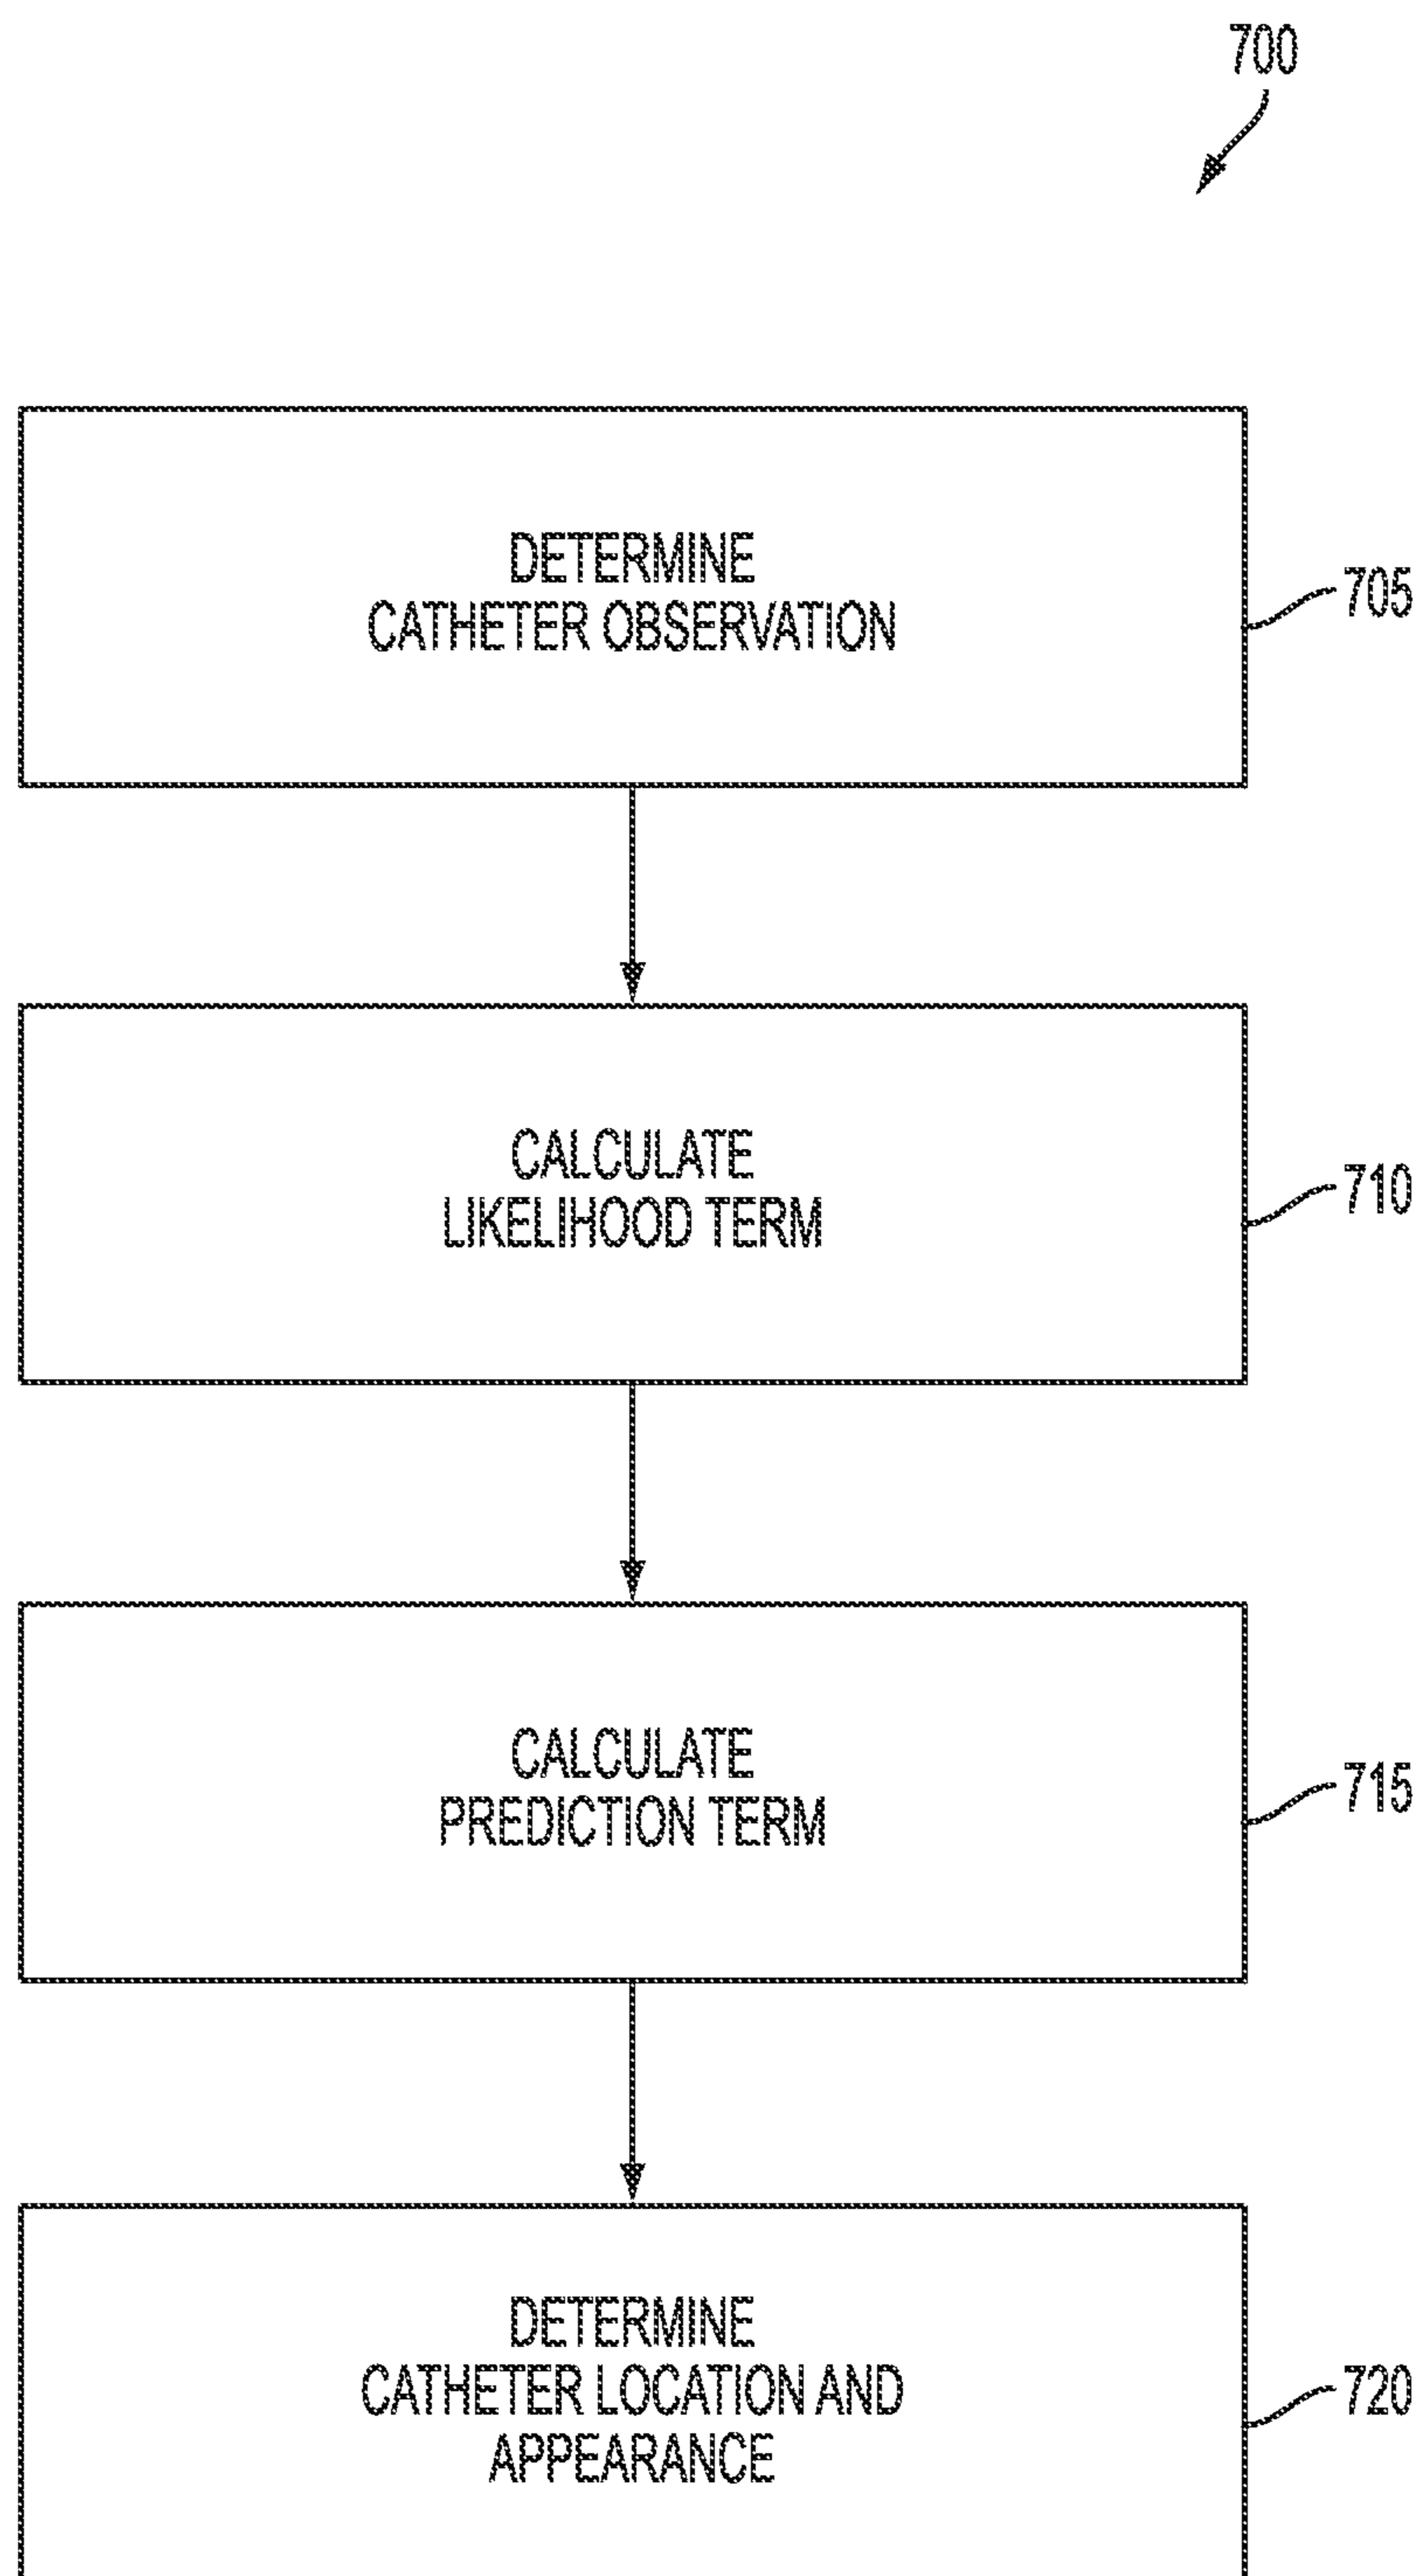 700
DETERMINE
CATHETER OBSERVATION
705
CALCULATE
LIKELIHOOD TERM
710
CALCULATE
PREDICTION TERM
715
DETERMINE
CATHETER LOCATION AND
APPEARANCE
720